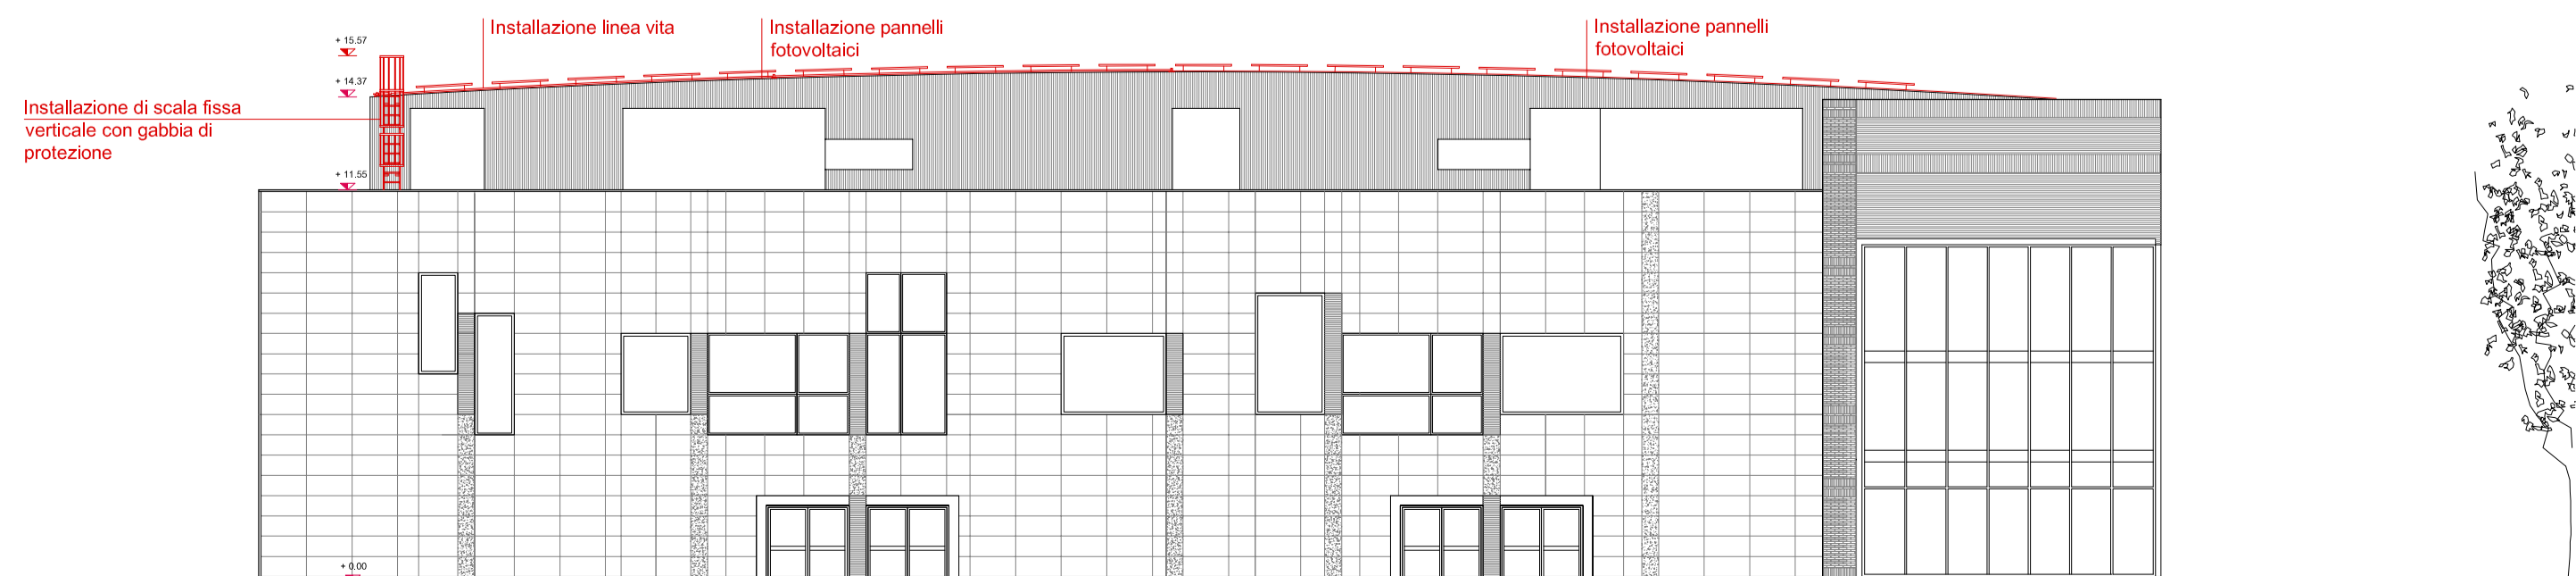 Installazione linea vita
Installazione pannelli
fotovoltaici
Installazione pannelli
fotovoltaici
+ 15.57
+ 14.37
Installazione di scala fissa
verticale con gabbia di
protezione
+ 11.55
+ 0.00